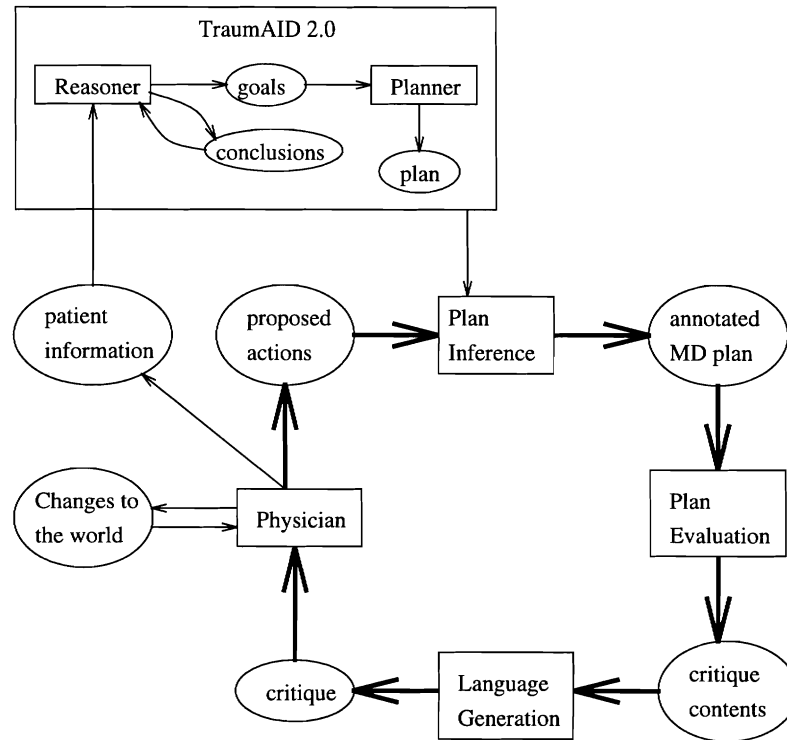 TraumAID 2.0
Reasoner
goals
Planner
conclusions
plan
patient
information
proposed
actions
Plan
Inference
annotated
MD plan
Changes to
the world
Physician
Plan
Evaluation
critique
Language
Generation
critique
contents